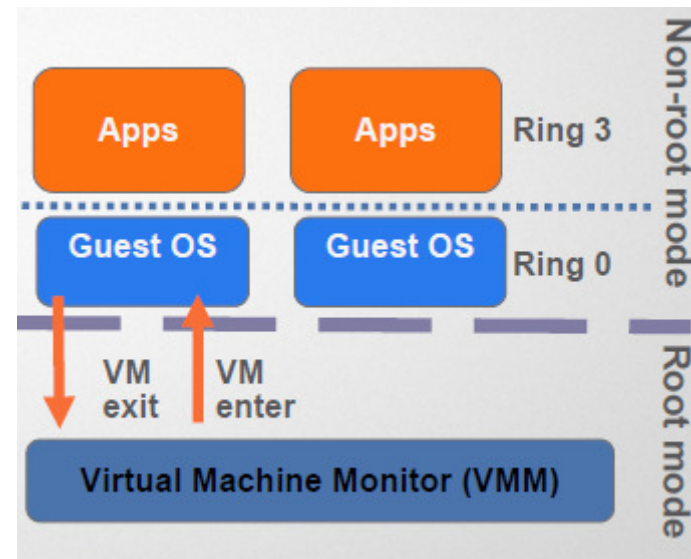 Apps
Apps
Ring 3
Non-root mode
Guest OS
Guest OS
Ring 0
VM
exit
VM
enter
Root mode
Virtual Machine Monitor (VMM)